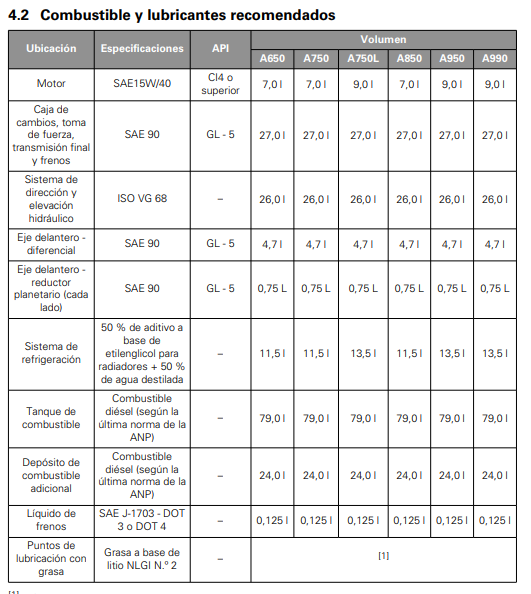 4.2 Combustible y lubricantes recomendados
Ubicación Especificaciones API Volumen
A650 A750 A750L A850 A950 A990
Motor SAE15W/40 CI4 o superior 7,0 l 7,0 l 9,0 l 7,0 l 9,0 l 9,0 l
Caja de cambios, toma de fuerza, transmisión final y frenos SAE 90 GL - 5 27,0 l 27,0 l 27,0 l 27,0 l 27,0 l 27,0 l
Sistema de dirección y elevación hidráulico ISO VG 68 – 26,0 l 26,0 l 26,0 l 26,0 l 26,0 l 26,0 l
Eje delantero - diferencial SAE 90 GL - 5 4,7 l 4,7 l 4,7 l 4,7 l 4,7 l 4,7 l
Eje delantero - reductor planetario (cada lado) SAE 90 GL - 5 0,75 L 0,75 L 0,75 L 0,75 L 0,75 L 0,75 L
Sistema de refrigeración 50 % de aditivo a base de etilenglicol para radiadores + 50 % de agua destilada – 11,5 l 11,5 l 13,5 l 11,5 l 13,5 l 13,5 l
Tanque de combustible Combustible diésel (según la última norma de la ANP) – 79,0 l 79,0 l 79,0 l 79,0 l 79,0 l 79,0 l
Depósito de combustible adicional Combustible diésel (según la última norma de la ANP) – 24,0 l 24,0 l 24,0 l 24,0 l 24,0 l 24,0 l
Líquido de frenos SAE J-1703 - DOT 3 o DOT 4 – 0,125 l 0,125 l 0,125 l 0,125 l 0,125 l 0,125 l
Puntos de lubricación con grasa Grasa a base de litio NLGI N.º 2 – [1]